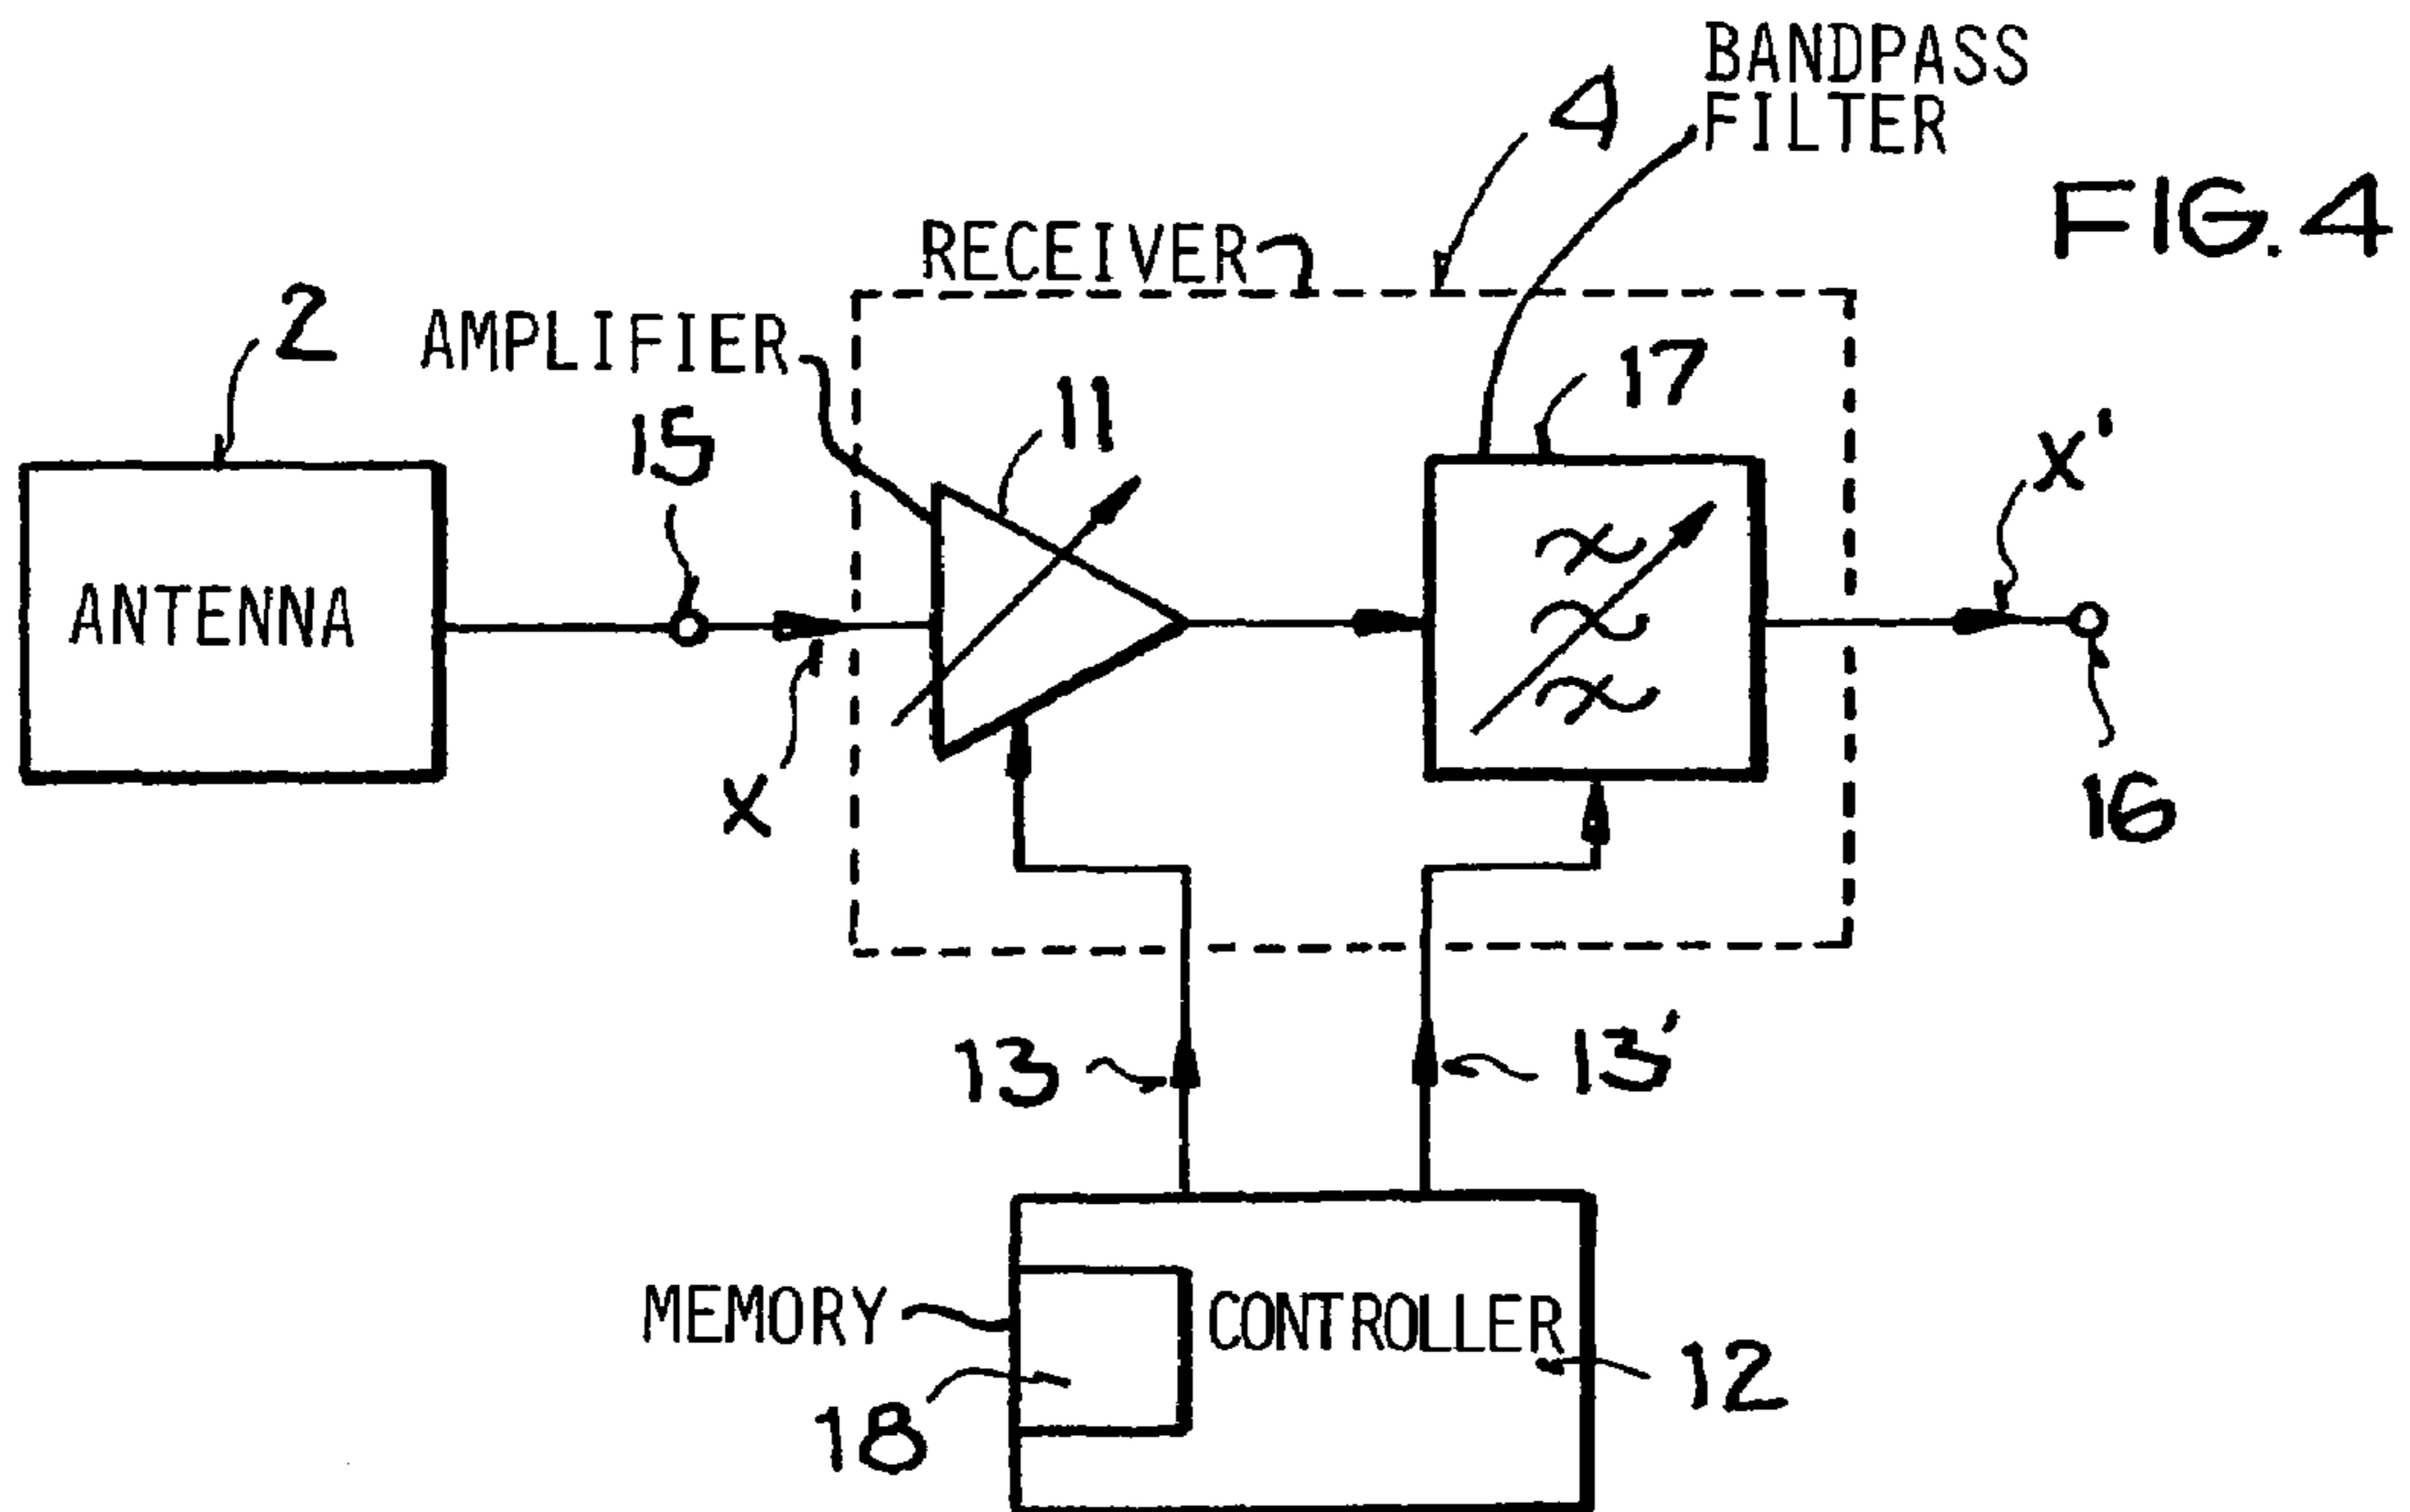 BANDPASS
FILTER
4
FIG.4
RECEIVER
2
AMPLIFIER
15
11
17
X'
ANTENNA
X
16
13
13'
MEMORY
CONTROLLER
12
18